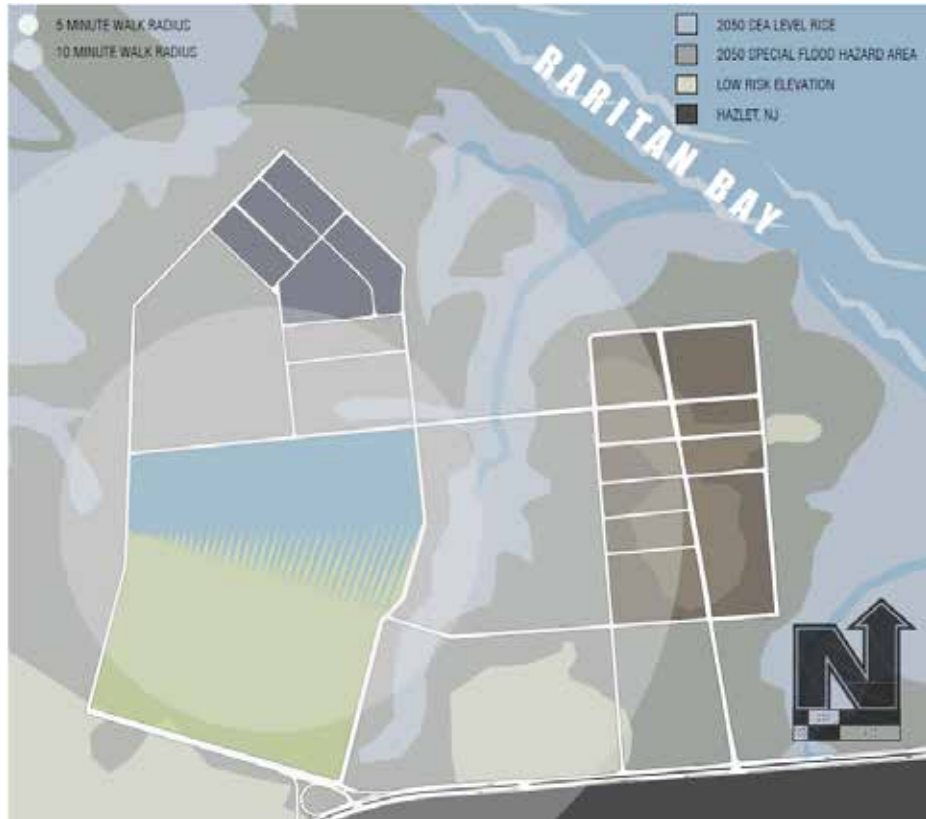 5 MINUTE WALK RADIUS
10 MINUTE WALK RADIUS
2050 SEA LEVEL RISE
2050 SPECIAL FLOOD HAZARD AREA
LOW RISK ELEVATION
HAZLET, NJ
RARITAN BAY
N